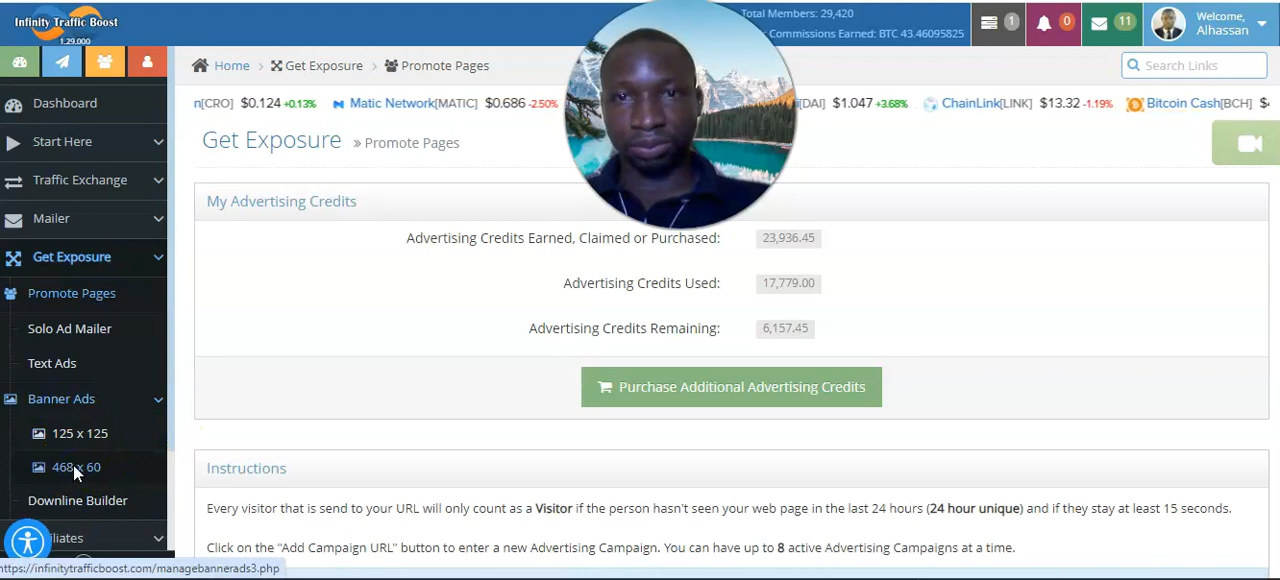 Infinity Traffic Boost
1.29.000
Total Members: 29,420
Commissions Earned: BTC 43.46095825
1
0
11
Welcome,
Alhassan
Home > Get Exposure > Promote Pages
Search Links
[CRO] $0.124 +0.13% Matic Network[MATIC] $0.686 -2.50% [DAI] $1.047 +3.68% ChainLink[LINK] $13.32 -1.19% Bitcoin Cash[BCH]
Dashboard
Start Here
Traffic Exchange
Mailer
Get Exposure
Promote Pages
Solo Ad Mailer
Text Ads
Banner Ads
125 x 125
468 x 60
Downline Builder
https://infinitytrafficboost.com/managebannerads3.php
Get Exposure » Promote Pages
My Advertising Credits
Advertising Credits Earned, Claimed or Purchased: 23,936.45
Advertising Credits Used: 17,779.00
Advertising Credits Remaining: 6,157.45
Purchase Additional Advertising Credits
Instructions
Every visitor that is send to your URL will only count as a Visitor if the person hasn't seen your web page in the last 24 hours (24 hour unique) and if they stay at least 15 seconds.
Click on the "Add Campaign URL" button to enter a new Advertising Campaign. You can have up to 8 active Advertising Campaigns at a time.